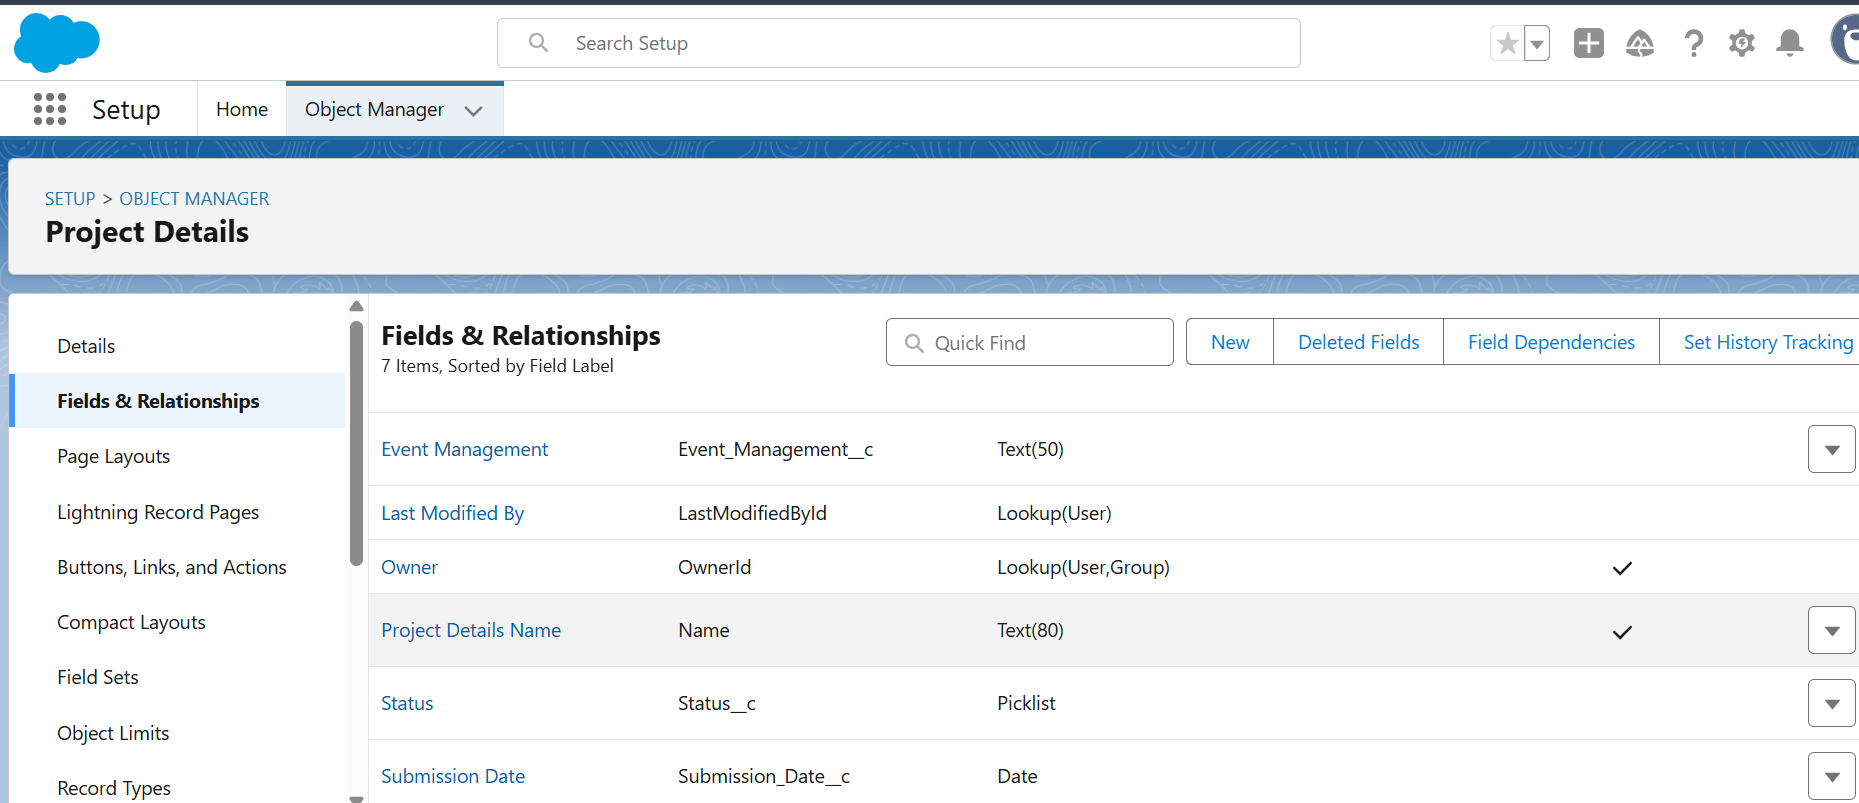 Search Setup
Setup
Home
Object Manager
SETUP > OBJECT MANAGER
Project Details
Details
Fields & Relationships
Page Layouts
Lightning Record Pages
Buttons, Links, and Actions
Compact Layouts
Field Sets
Object Limits
Record Types
Fields & Relationships
7 Items, Sorted by Field Label
Quick Find
New
Deleted Fields
Field Dependencies
Set History Tracking
Event Management Event_Management__c Text(50)
Last Modified By LastModifiedById Lookup(User)
Owner OwnerId Lookup(User,Group)
Project Details Name Name Text(80)
Status Status__c Picklist
Submission Date Submission_Date__c Date